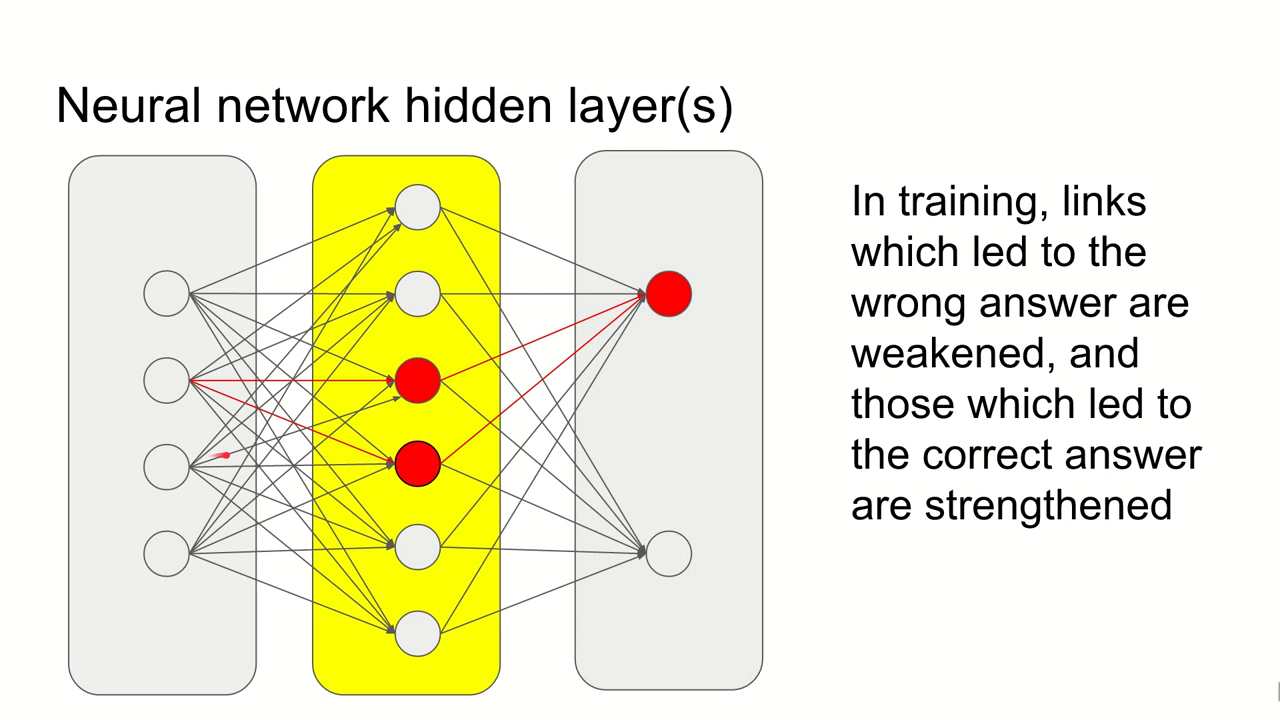 Neural network hidden layer(s)
In training, links
which led to the
wrong answer are
weakened, and
those which led to
the correct answer
are strengthened